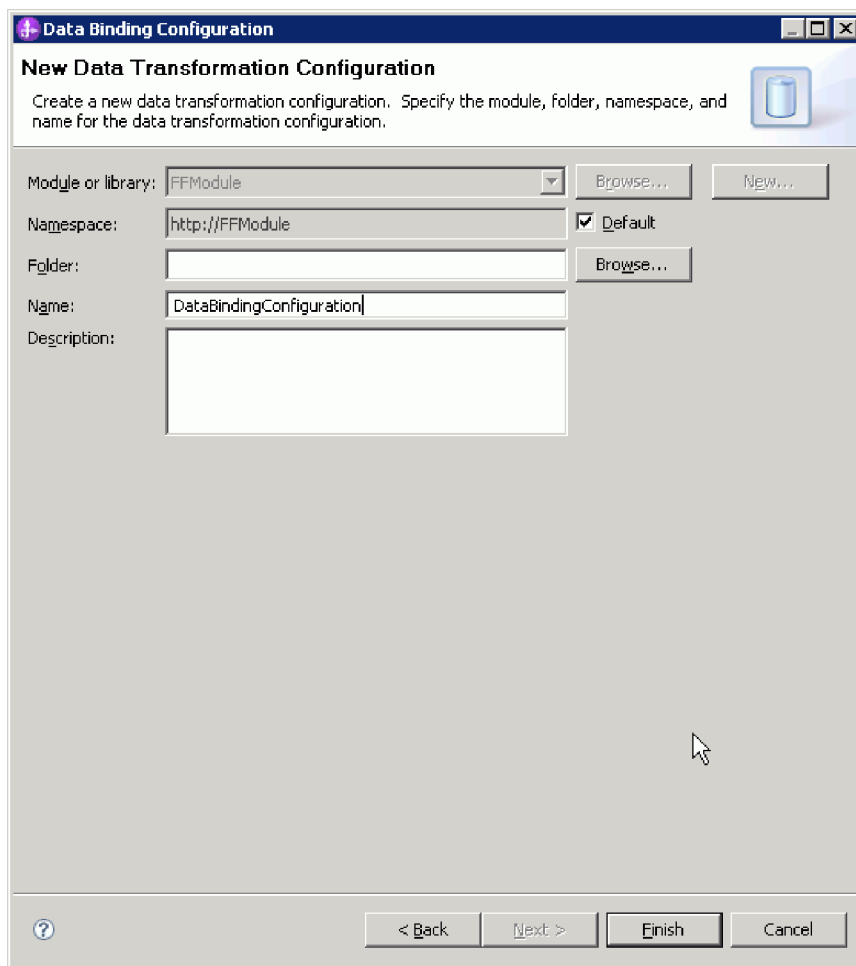 Data Binding Configuration
New Data Transformation Configuration
Create a new data transformation configuration. Specify the module, folder, namespace, and
name for the data transformation configuration.
Module or library: FFModule Browse... New...
Namespace: http://FFModule Default
Folder: Browse...
Name: DataBindingConfiguration
Description:
? < Back Next > Finish Cancel